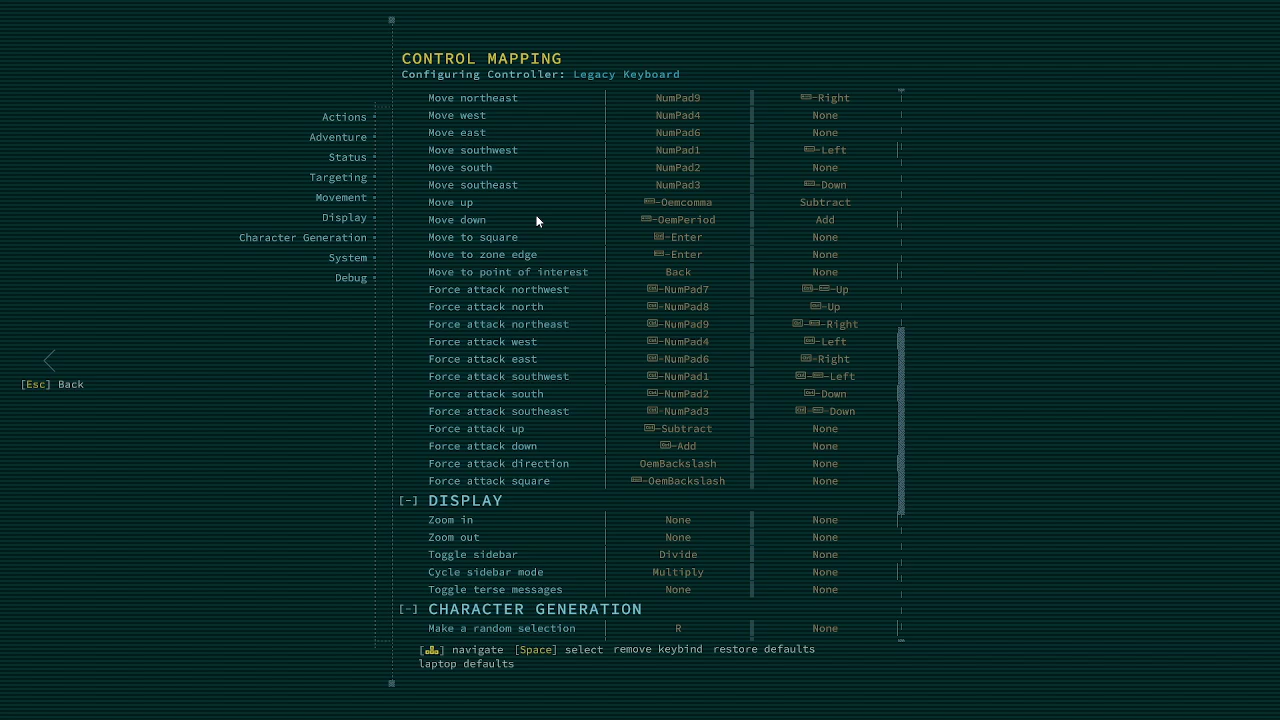 CONTROL MAPPING
Configuring Controller: Legacy Keyboard
Actions
Adventure
Status
Targeting
Movement
Display
Character Generation
System
Debug
[Esc] Back
Move northeast NumPad9 -Right
Move west NumPad4 None
Move east NumPad6 None
Move southwest NumPad1 -Left
Move south NumPad2 None
Move southeast NumPad3 -Down
Move up -Oemcomma Subtract
Move down -OemPeriod Add
Move to square -Enter None
Move to zone edge -Enter None
Move to point of interest Back None
Force attack northwest -NumPad7 - -Up
Force attack north -NumPad8 -Up
Force attack northeast -NumPad9 - -Right
Force attack west -NumPad4 -Left
Force attack east -NumPad6 -Right
Force attack southwest -NumPad1 - -Left
Force attack south -NumPad2 -Down
Force attack southeast -NumPad3 - -Down
Force attack up -Subtract None
Force attack down -Add None
Force attack direction OemBackslash None
Force attack square -OemBackslash None
[-] DISPLAY
Zoom in None None
Zoom out None None
Toggle sidebar Divide None
Cycle sidebar mode Multiply None
Toggle terse messages None None
[-] CHARACTER GENERATION
Make a random selection R None
[] navigate [Space] select remove keybind restore defaults
laptop defaults